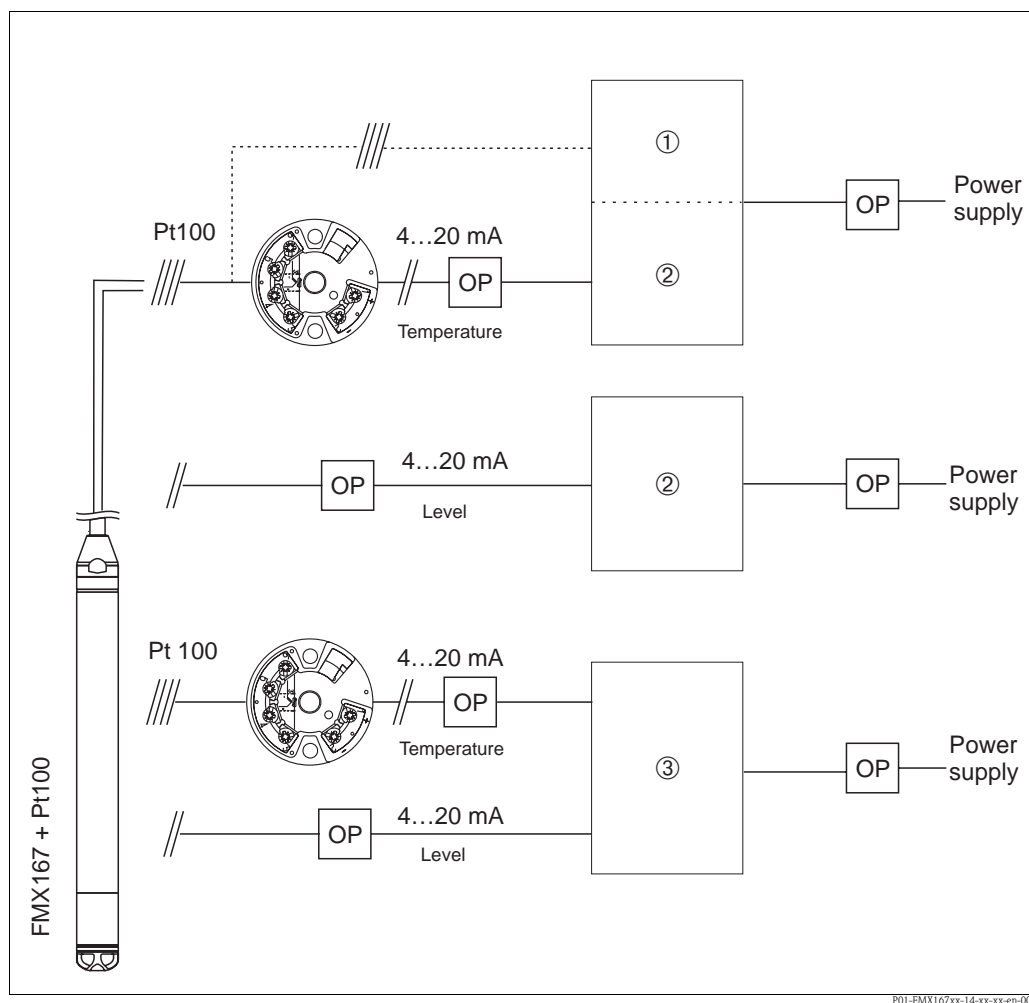 ①
Pt100
4…20 mA
OP
Temperature
②
OP
Power
supply
OP
4…20 mA
Level
②
OP
Power
supply
Pt 100
4…20 mA
OP
Temperature
③
OP
Power
supply
OP
4…20 mA
Level
FMX167 + Pt100